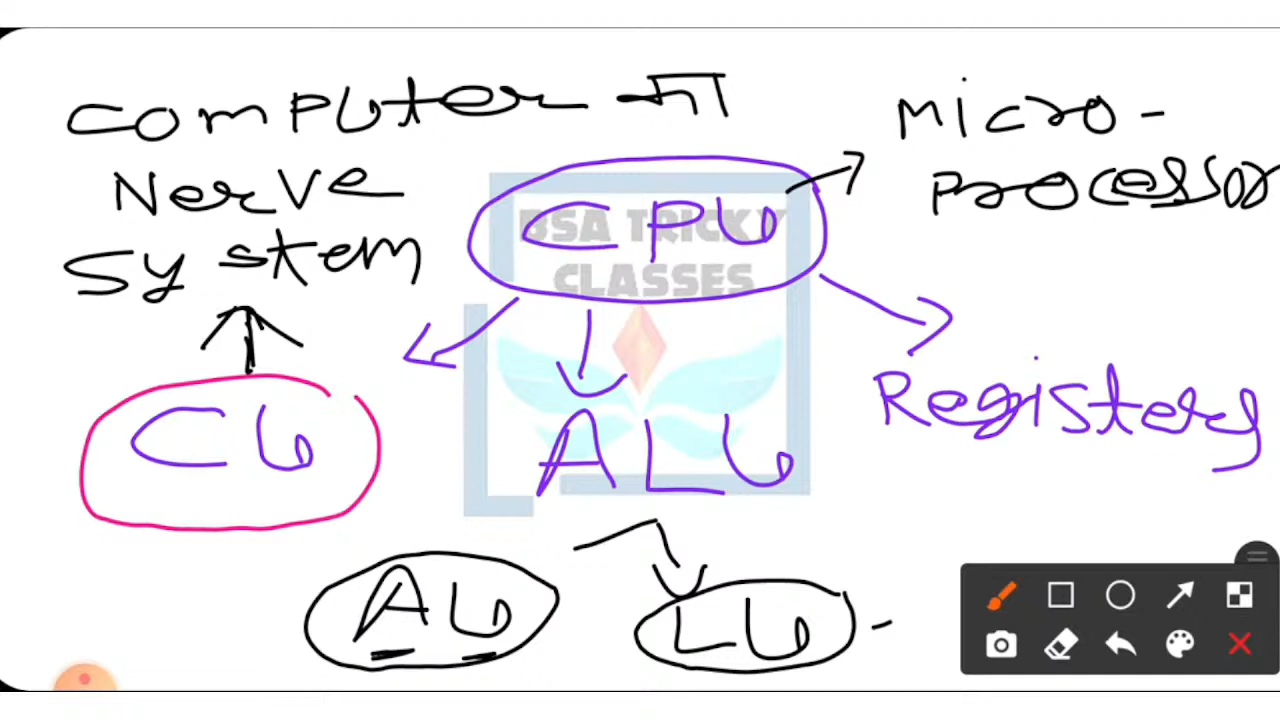 Computer का
Nerve
System
Micro-
Processor
CPU
BSA TRICKY
CLASSES
CU
ALU
Registers
AU
LU -